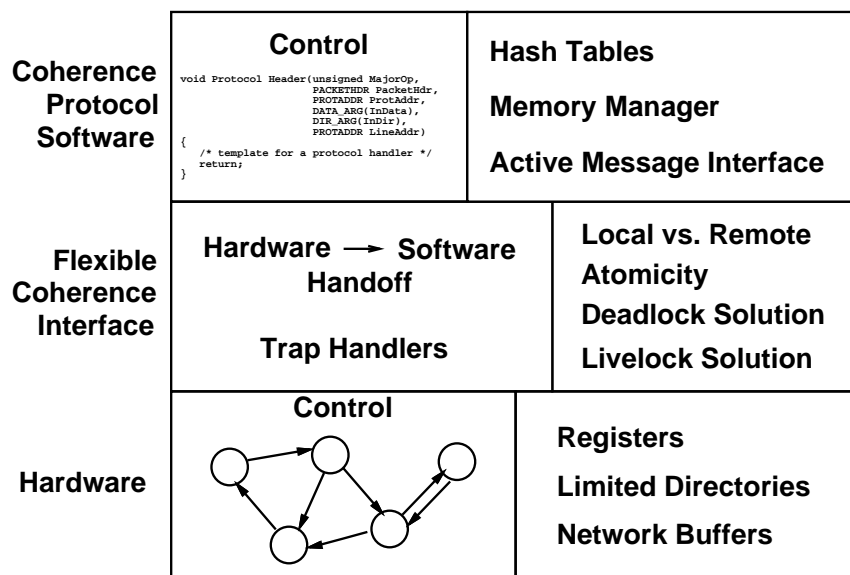 Coherence
Protocol
Software
Control
void Protocol Header(unsigned MajorOp,
PACKETHDR PacketHdr,
PROTADDR ProtAddr,
DATA_ARG(InData),
DIR_ARG(InDir),
PROTADDR LineAddr)
{
/* template for a protocol handler */
return;
}
Hash Tables
Memory Manager
Active Message Interface
Flexible
Coherence
Interface
Hardware → Software
Handoff
Trap Handlers
Local vs. Remote
Atomicity
Deadlock Solution
Livelock Solution
Hardware
Control
Registers
Limited Directories
Network Buffers